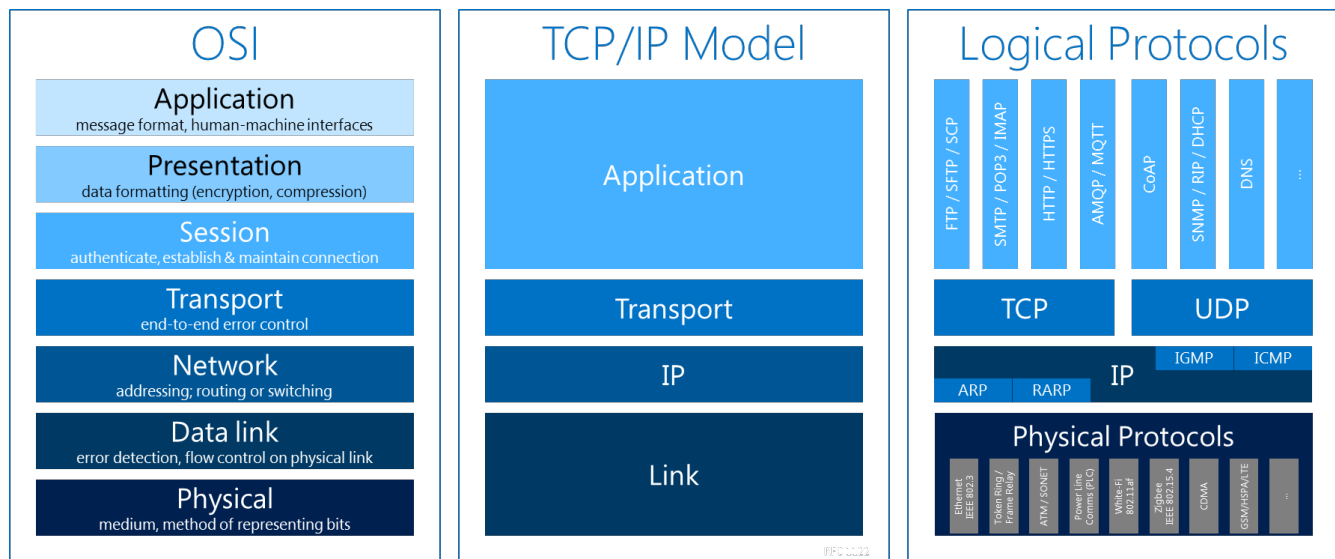 OSI
Application
message format, human-machine interfaces
Presentation
data formatting (encryption, compression)
Session
authenticate, establish & maintain connection
Transport
end-to-end error control
Network
addressing; routing or switching
Data link
error detection, flow control on physical link
Physical
medium, method of representing bits
TCP/IP Model
Application
Transport
IP
Link
RFC 1122
Logical Protocols
FTP / SFTP / SCP
SMTP / POP3 / IMAP
HTTP / HTTPS
AMQP / MQTT
CoAP
SNMP / RIP / DHCP
DNS
...
TCP
UDP
IGMP
ICMP
IP
ARP
RARP
Physical Protocols
Ethernet
IEEE 802.3
Token Ring /
Frame Relay
ATM / SONET
Power Line
Comms (PLC)
White-Fi
802.11af
Zigbee
IEEE 802.15.4
CDMA
GSM/HSPA/LTE
...